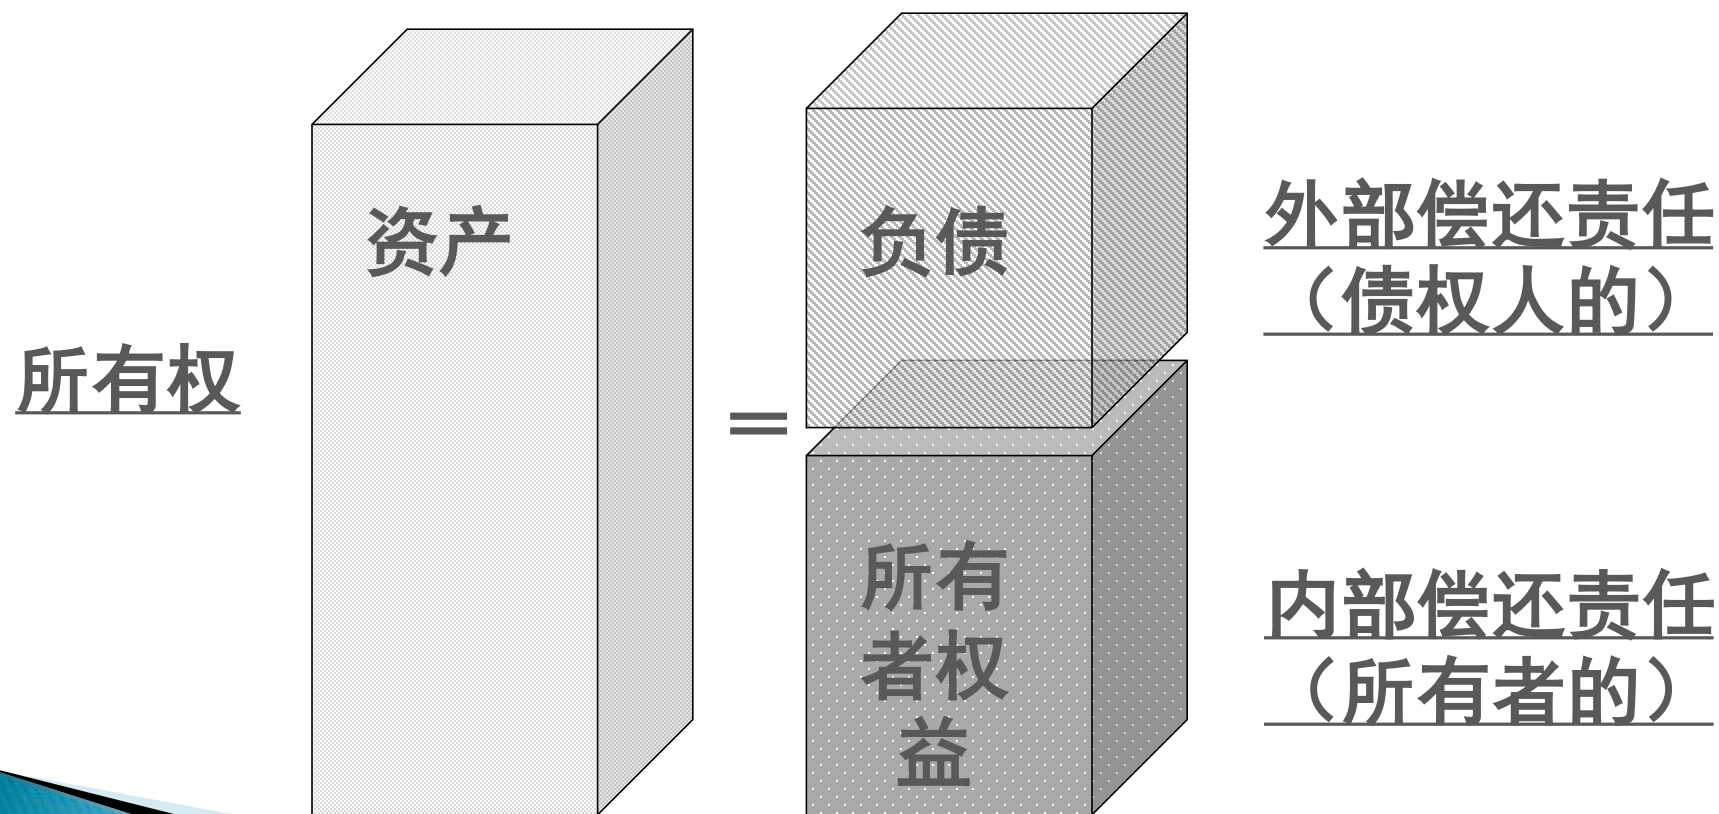 所有权
资产
=
负债
所有
者权
益
外部偿还责任
（债权人的）
内部偿还责任
（所有者的）